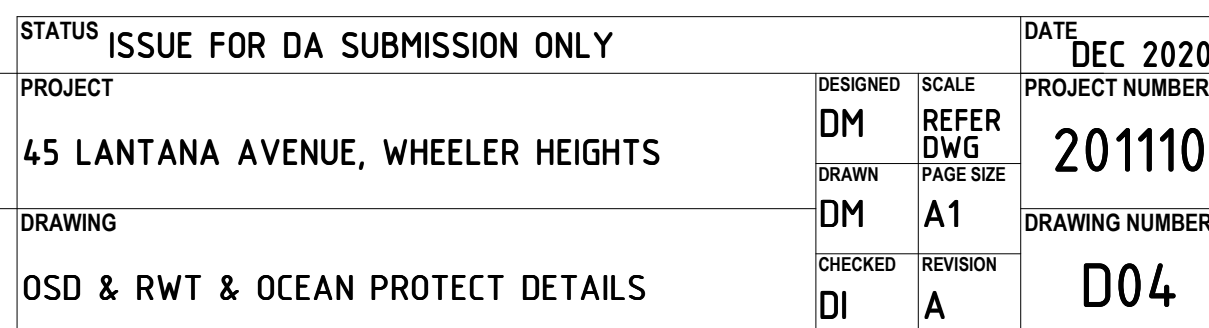 STATUS ISSUE FOR DA SUBMISSION ONLY
DATE
DEC 2020
PROJECT
45 LANTANA AVENUE, WHEELER HEIGHTS
DESIGNED
DM
SCALE
REFER
DWG
PROJECT NUMBER
201110
DRAWN
DM
PAGE SIZE
A1
DRAWING
OSD & RWT & OCEAN PROTECT DETAILS
CHECKED
DI
REVISION
A
DRAWING NUMBER
D04